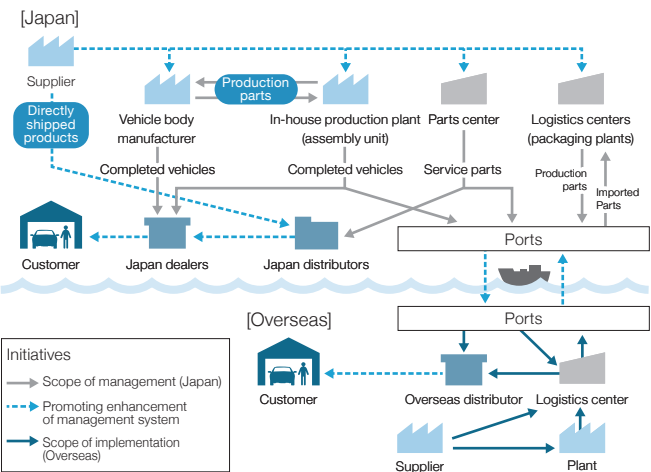 [Japan]
Supplier
Directly
shipped
products
Production
parts
Vehicle body
manufacturer
In-house production plant
(assembly unit)
Parts center
Logistics centers
(packaging plants)
Completed vehicles
Completed vehicles
Service parts
Production
parts
Imported
Parts
Customer
Japan dealers
Japan distributors
Ports
[Overseas]
Ports
Customer
Overseas distributor
Logistics center
Supplier
Plant
Initiatives
Scope of management (Japan)
Promoting enhancement
of management system
Scope of implementation
(Overseas)